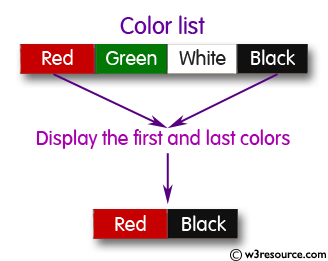 Color list
Red Green White Black
Display the first and last colors
Red Black
© w3resource.com